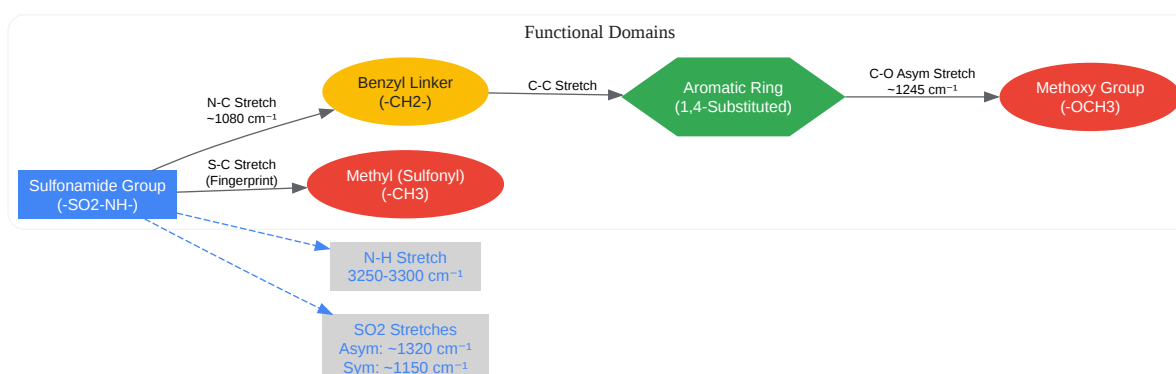 Functional Domains
Benzyl Linker
(-CH2-)
C-C Stretch
Aromatic Ring
(1,4-Substituted)
C-O Asym Stretch
~1245 cm⁻¹
Methoxy Group
(-OCH3)
N-C Stretch
~1080 cm⁻¹
S-C Stretch
(Fingerprint)
Methyl (Sulfonyl)
(-CH3)
Sulfonamide Group
(-SO2-NH-)
N-H Stretch
3250-3300 cm⁻¹
SO2 Stretches
Asym: ~1320 cm⁻¹
Sym: ~1150 cm⁻¹